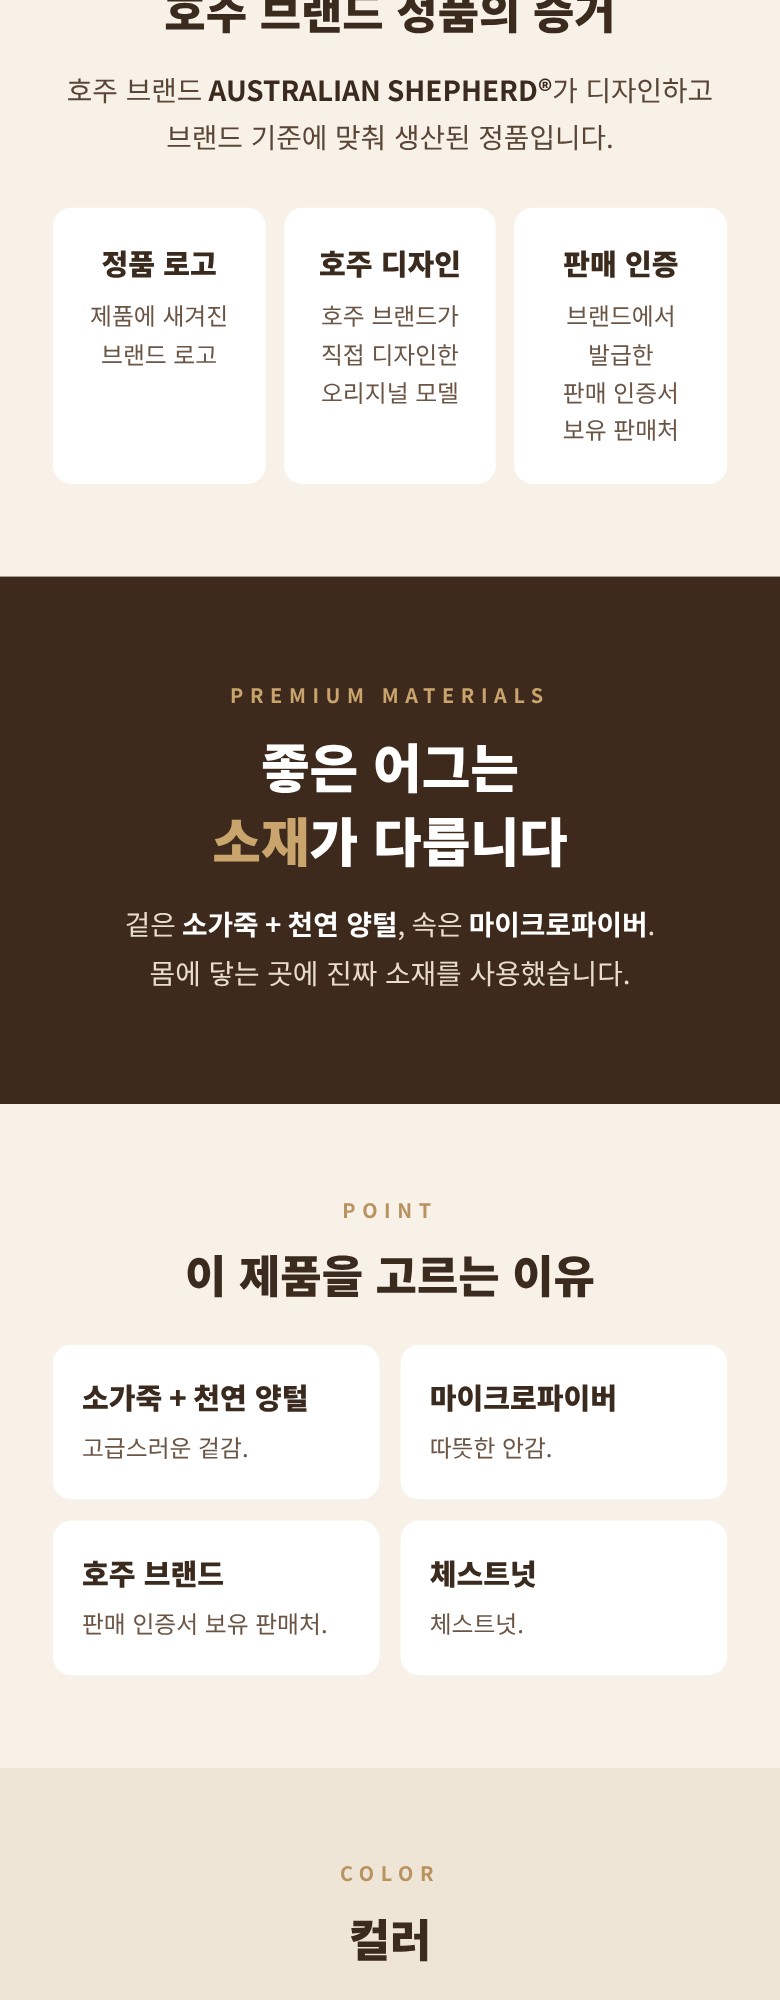 호주 브랜드 정품의 증거
호주 브랜드 AUSTRALIAN SHEPHERD®가 디자인하고
브랜드 기준에 맞춰 생산된 정품입니다.
정품 로고
제품에 새겨진
브랜드 로고
호주 디자인
호주 브랜드가
직접 디자인한
오리지널 모델
판매 인증
브랜드에서
발급한
판매 인증서
보유 판매처
PREMIUM MATERIALS
좋은 어그는
소재가 다릅니다
겉은 소가죽 + 천연 양털, 속은 마이크로파이버.
몸에 닿는 곳에 진짜 소재를 사용했습니다.
POINT
이 제품을 고르는 이유
소가죽 + 천연 양털
고급스러운 겉감.
마이크로파이버
따뜻한 안감.
호주 브랜드
판매 인증서 보유 판매처.
체스트넛
체스트넛.
COLOR
컬러